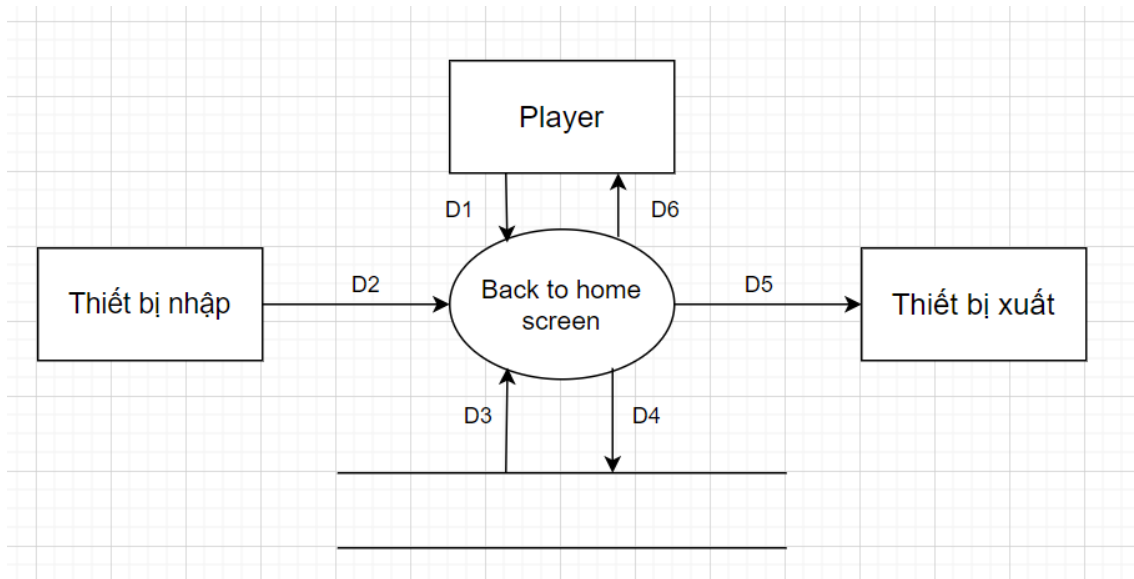 Player
D1
D6
Thiết bị nhập
D2
Back to home
screen
D5
Thiết bị xuất
D3
D4